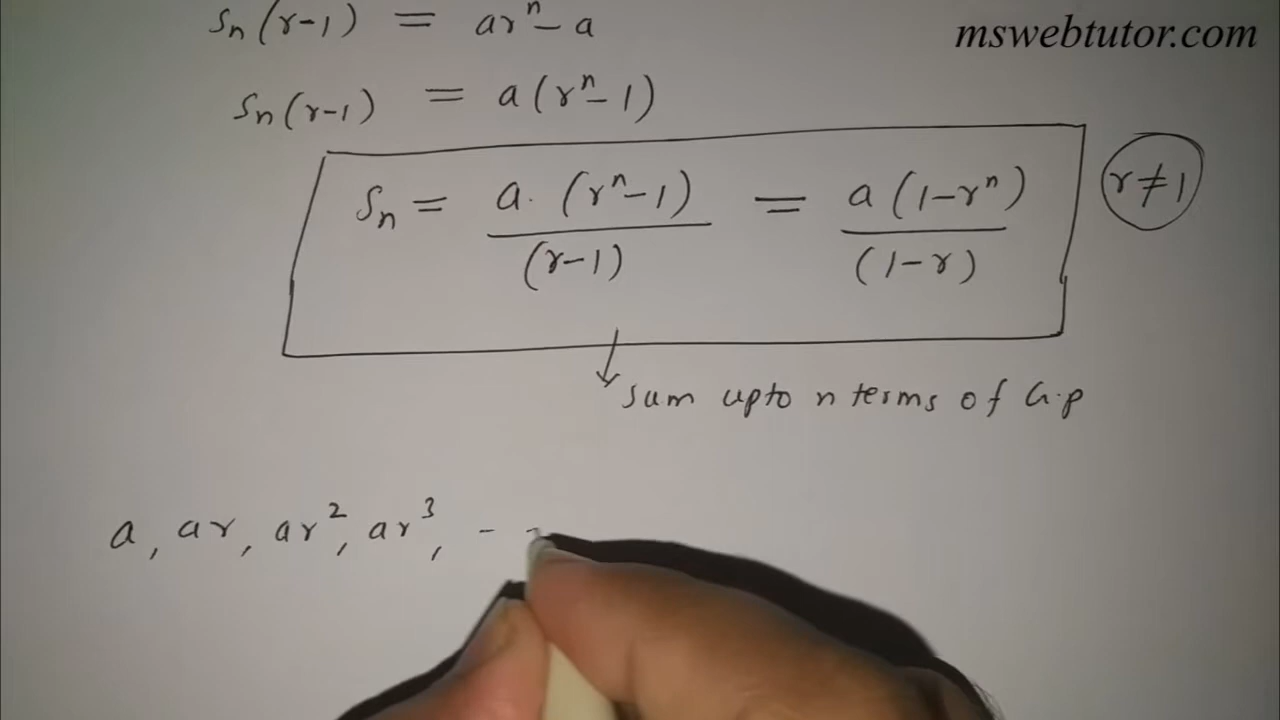 Sn(r-1) = arⁿ - a
mswebtutor.com
Sn(r-1) = a(rⁿ-1)
Sn = a.(rⁿ-1)/(r-1) = a(1-rⁿ)/(1-r) r≠1
sum upto n terms of G.P
a, ar, ar², ar³, - -